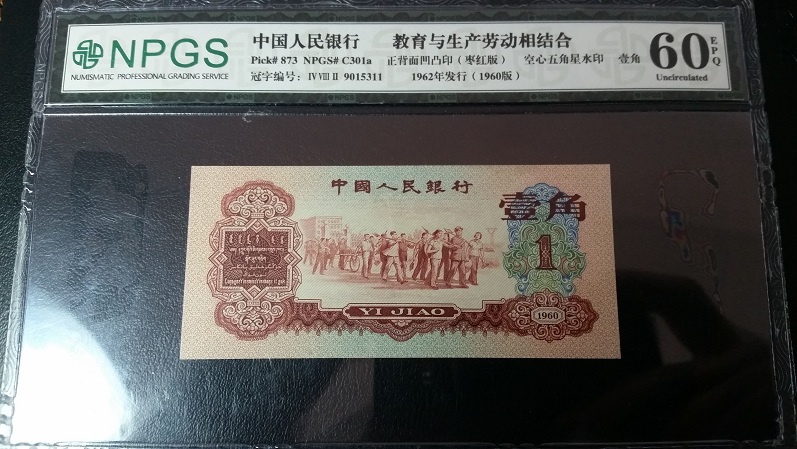 NPGS
NUMISMATIC PROFESSIONAL GRADING SERVICE
中国人民银行 教育与生产劳动相结合
Pick# 873 NPGS# C301a 正背面凹凸印（枣红版） 空心五角星水印 壹角
冠字编号： IV VIII II 9015311 1962年发行（1960版）
60 EPQ
Uncirculated
中國人民銀行
壹角
1
YI JIAO
1960